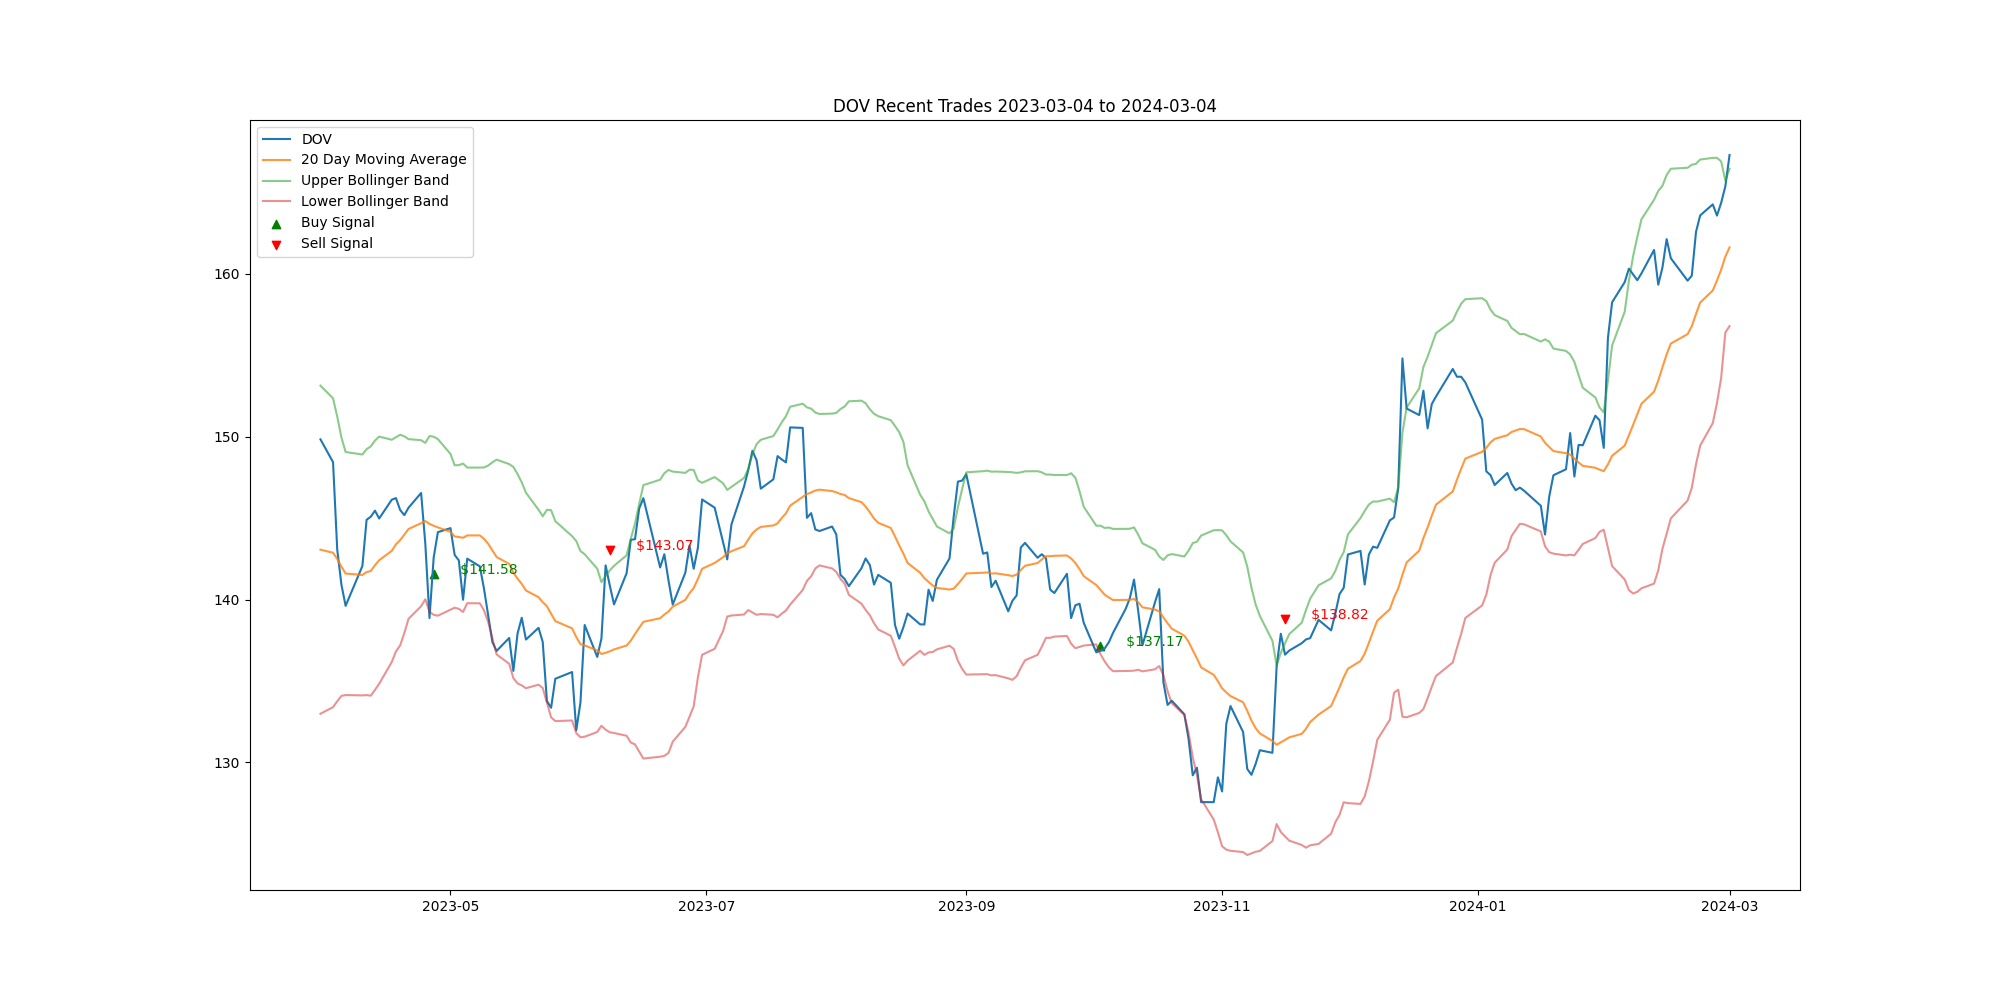 DOV Recent Trades 2023-03-04 to 2024-03-04
DOV
20 Day Moving Average
Upper Bollinger Band
Lower Bollinger Band
Buy Signal
Sell Signal
160
150
140
130
$141.58
$143.07
$137.17
$138.82
2023-05
2023-07
2023-09
2023-11
2024-01
2024-03